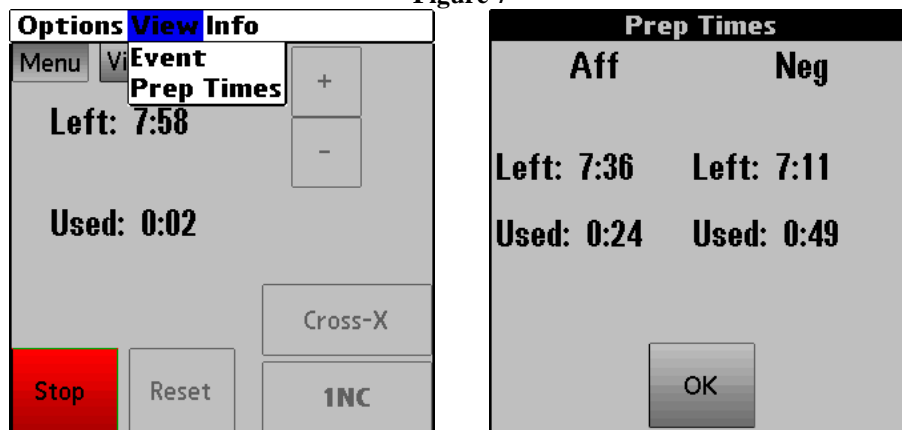 Options View Info
Menu Vi
Event
Prep Times
+
Left: 7:58
-
Used: 0:02
Cross-X
Stop
Reset
1NC
Prep Times
Aff Neg
Left: 7:36 Left: 7:11
Used: 0:24 Used: 0:49
OK